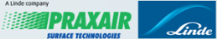 A Linde company
PRAXAIR
SURFACE TECHNOLOGIES
Linde